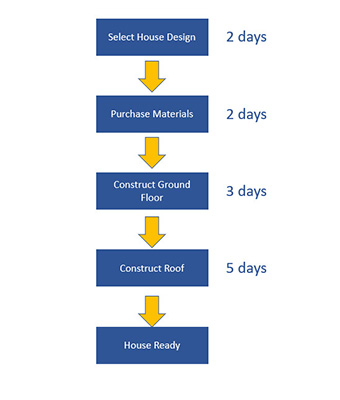 Select House Design
2 days
Purchase Materials
2 days
Construct Ground
Floor
3 days
Construct Roof
5 days
House Ready